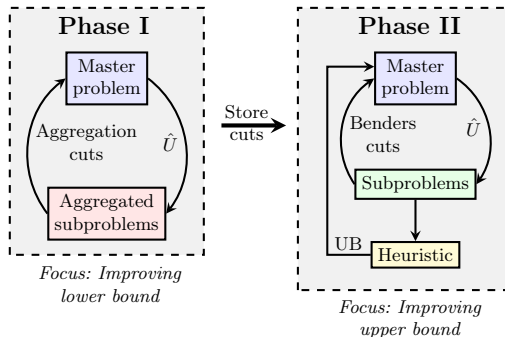 Phase I
Master
problem
Aggregation
cuts
Û
Aggregated
subproblems
Focus: Improving
lower bound
Store
cuts
Phase II
Master
problem
Benders
cuts
Û
Subproblems
UB
Heuristic
Focus: Improving
upper bound